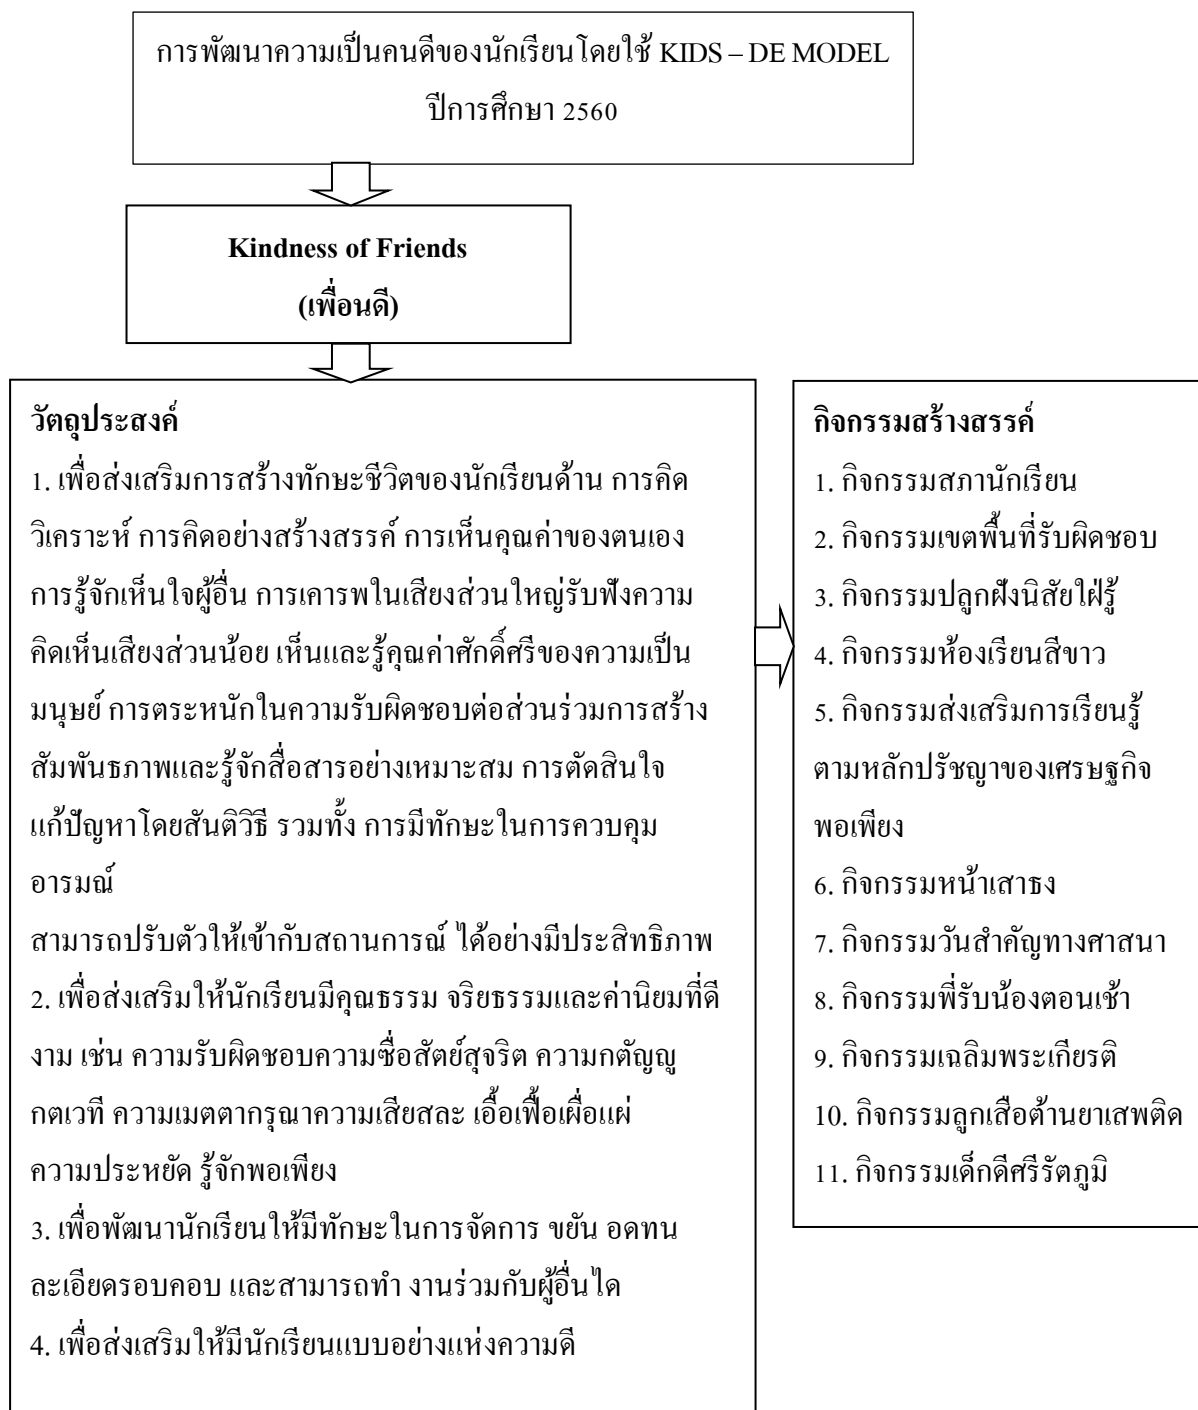 การพัฒนาความเป็นคนดีของนักเรียนโดยใช้ KIDS – DE MODEL
ปีการศึกษา 2560
Kindness of Friends
(เพื่อนดี)
วัตถุประสงค์
1. เพื่อส่งเสริมการสร้างทักษะชีวิตของนักเรียนด้าน การคิด
วิเคราะห์ การคิดอย่างสร้างสรรค์ การเห็นคุณค่าของตนเอง
การรู้จักเห็นใจผู้อื่น การเคารพในเสียงส่วนใหญ่รับฟังความ
คิดเห็นเสียงส่วนน้อย เห็นและรู้คุณค่าศักดิ์ศรีของความเป็น
มนุษย์ การตระหนักในความรับผิดชอบต่อส่วนร่วมการสร้าง
สัมพันธภาพและรู้จักสื่อสารอย่างเหมาะสม การตัดสินใจ
แก้ปัญหาโดยสันติวิธี รวมทั้ง การมีทักษะในการควบคุม
อารมณ์
สามารถปรับตัวให้เข้ากับสถานการณ์ ได้อย่างมีประสิทธิภาพ
2. เพื่อส่งเสริมให้นักเรียนมีคุณธรรม จริยธรรมและค่านิยมที่ดี
งาม เช่น ความรับผิดชอบความซื่อสัตย์สุจริต ความกตัญญู
กตเวที ความเมตตากรุณาความเสียสละ เอื้อเฟื้อเผื่อแผ่
ความประหยัด รู้จักพอเพียง
3. เพื่อพัฒนานักเรียนให้มีทักษะในการจัดการ ขยัน อดทน
ละเอียดรอบคอบ และสามารถทำ งานร่วมกับผู้อื่นได
4. เพื่อส่งเสริมให้มีนักเรียนแบบอย่างแห่งความดี
กิจกรรมสร้างสรรค์
1. กิจกรรมสภานักเรียน
2. กิจกรรมเขตพื้นที่รับผิดชอบ
3. กิจกรรมปลูกฝังนิสัยใฝ่รู้
4. กิจกรรมห้องเรียนสีขาว
5. กิจกรรมส่งเสริมการเรียนรู้
ตามหลักปรัชญาของเศรษฐกิจ
พอเพียง
6. กิจกรรมหน้าเสาธง
7. กิจกรรมวันสำคัญทางศาสนา
8. กิจกรรมพี่รับน้องตอนเช้า
9. กิจกรรมเฉลิมพระเกียรติ
10. กิจกรรมลูกเสือต้านยาเสพติด
11. กิจกรรมเด็กดีศรีรัตภูมิ